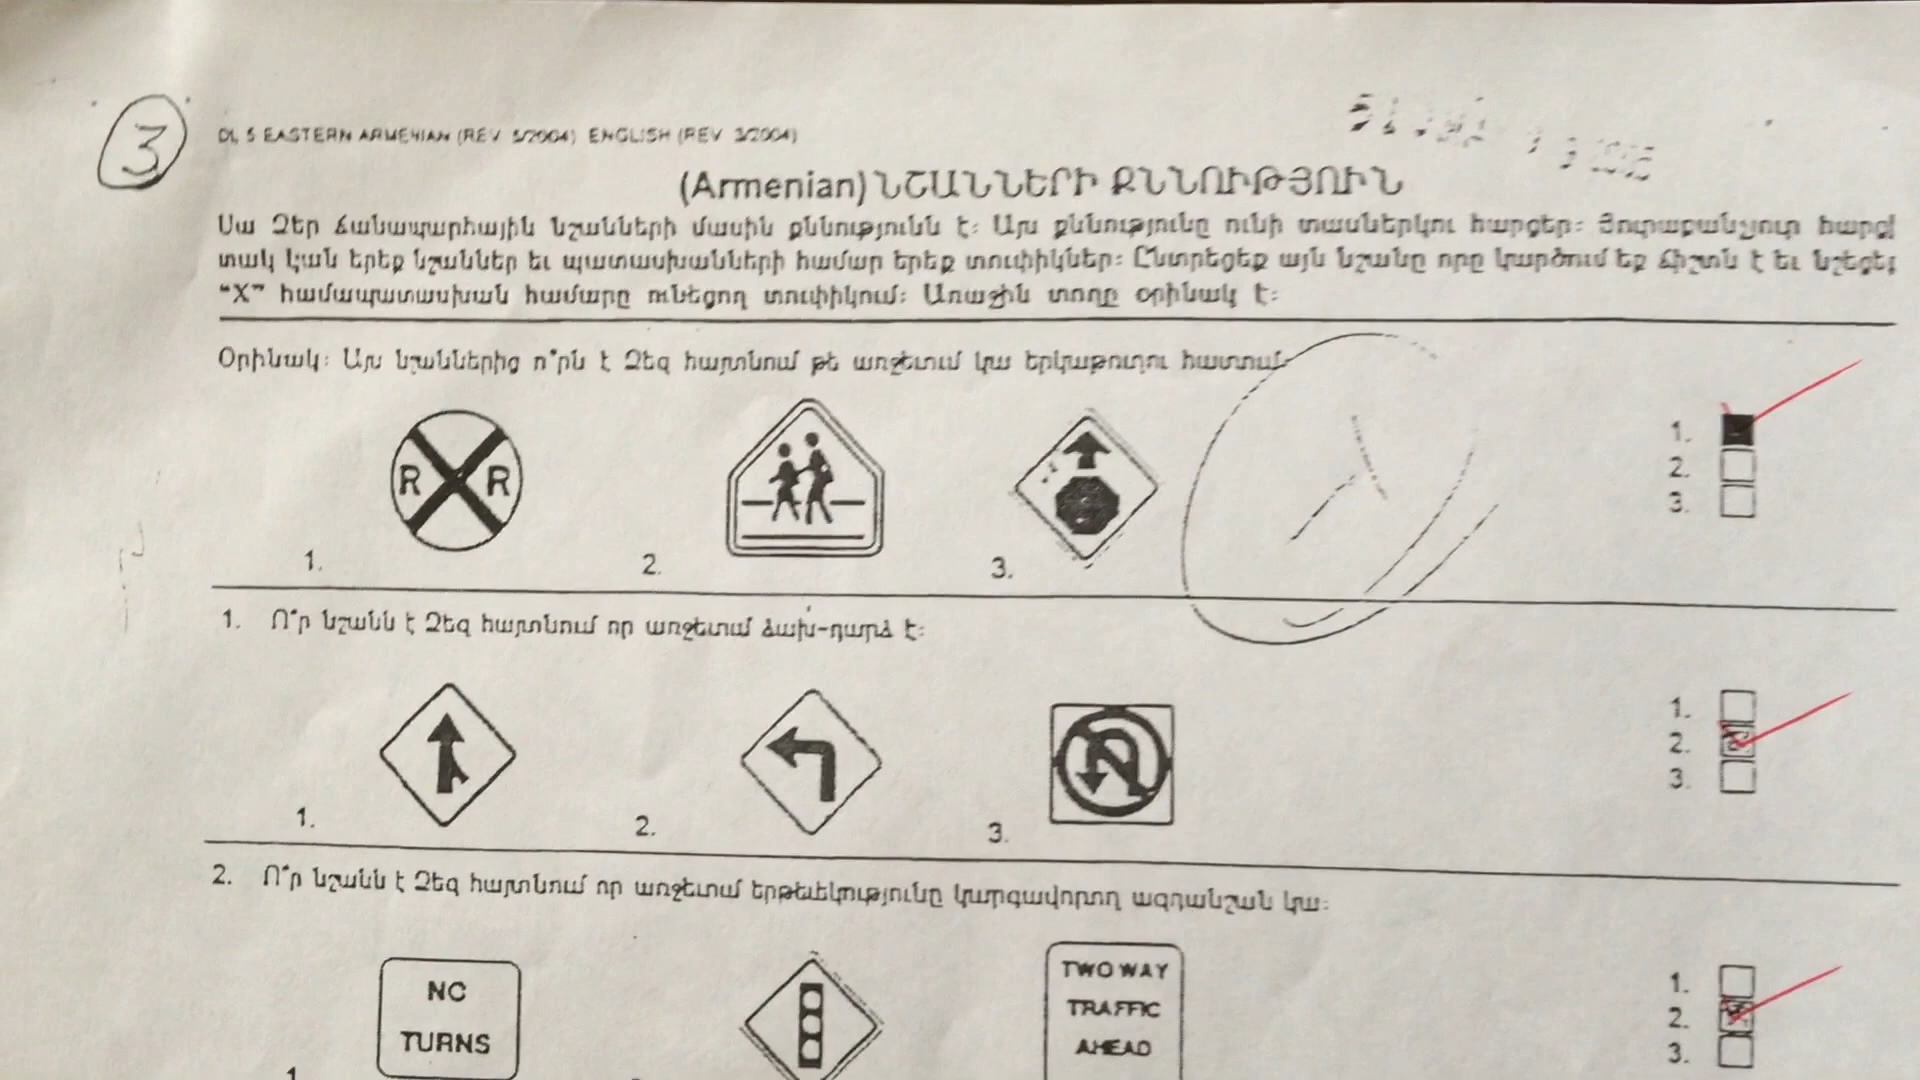 3
DL 5 EASTERN ARMENIAN (REV 5/2004) ENGLISH (REV 3/2004)
(Armenian) ՆՇԱՆՆԵՐԻ ՔՆՆՈՒԹՅՈՒՆ
Սա Ձեր ճանապարհային նշանների մասին քննությունն է: Այս քննությունը ունի տասներկու հարցեր: Յուրաքանչյուր հարցի
տակ կան երեք նշաններ եւ պատասխանների համար երեք տուփիկներ: Ընտրեցեք այն նշանը որը կարծում եք ճիշտն է եւ նշեցեք
“X” համապատասխան համարը ունեցող տուփիկում: Առաջին տողը օրինակ է:
Օրինակ: Այս նշաններից ո՞րն է Ձեզ հայտնում թե առջեւում կա երկաթուղու հատում
R R
1.
2.
3.
1.
2.
3.
1. Ո՞ր նշանն է Ձեզ հայտնում որ առջեւում ձախ-դարձ է:
1.
2.
3.
1.
2.
3.
2. Ո՞ր նշանն է Ձեզ հայտնում որ առջեւում երթեւեկությունը կարգավորող ազդանշան կա:
NO
TURNS
TWO WAY
TRAFFIC
AHEAD
1.
1.
2.
3.